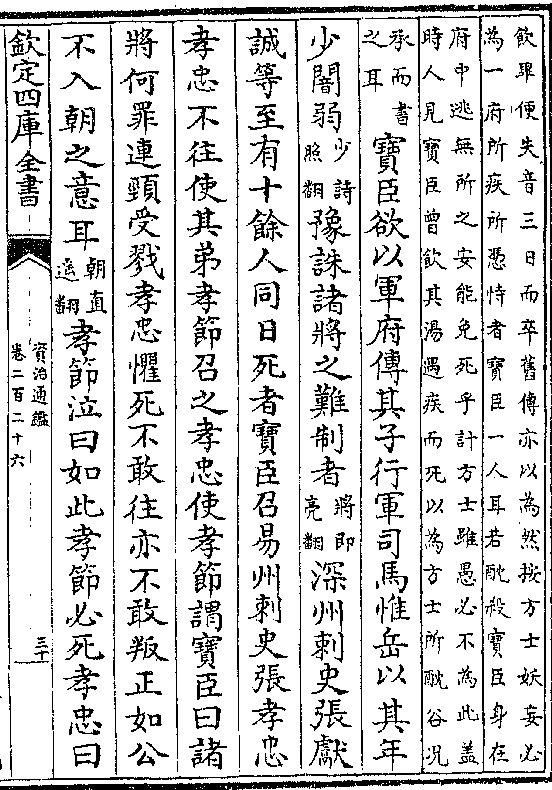 飲畢便失音三日而卒舊傳亦以為然按方士妖妄必
為一府所疾所憑恃者寶臣一人耳若酖殺寶臣身在
府中逃無所之安能免死乎計方士雖愚必不為此盖
時人見寶臣曽飲其湯遇疾而死以為方士所酖谷况
承而書
之耳
寶臣欲以軍府傳其子行軍司馬惟岳以其年
少闇弱
少詩
照翻
豫誅諸將之難制者
將即
亮翻
深州刺史張獻
誠等至有十餘人同日死者寶臣召易州刺史張孝忠
孝忠不往使其弟孝節召之孝忠使孝節謂寶臣曰諸
將何罪連頸受戮孝忠懼死不敢往亦不敢叛正如公
不入朝之意耳
朝直
遥翻
孝節泣曰如此孝節必死孝忠曰
欽定四庫全書
資治通鑑
卷二百二十六
三十